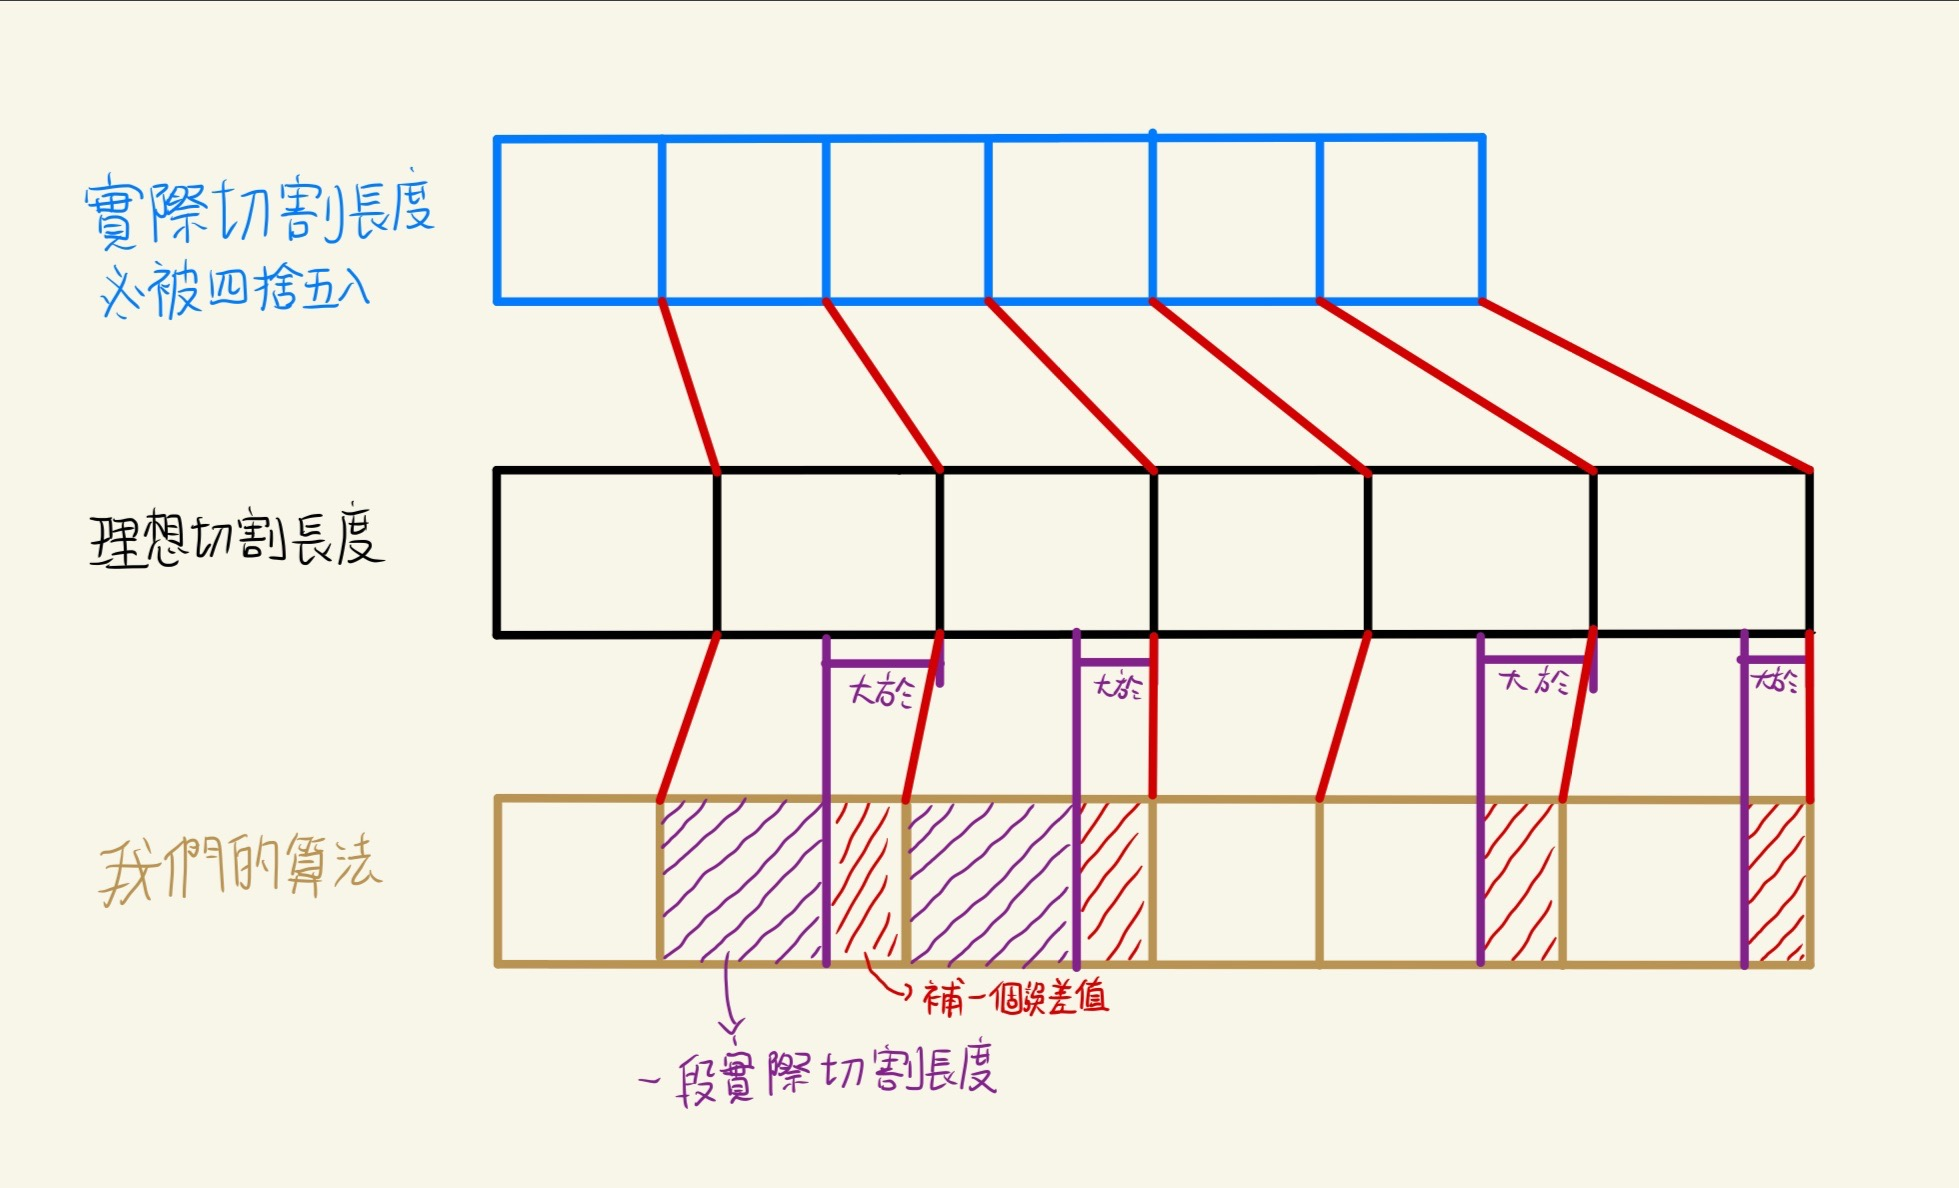 實際切割長度
必被四捨五入
理想切割長度
大於
大於
大於
大於
我們的算法
補一個誤差值
一段實際切割長度